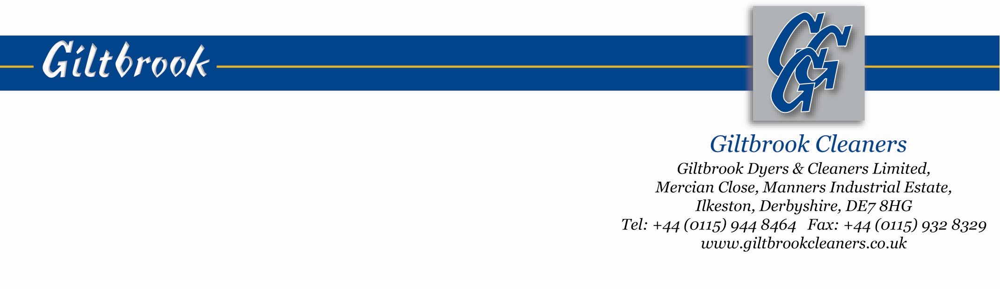 Giltbrook
GGG
Giltbrook Cleaners
Giltbrook Dyers & Cleaners Limited,
Mercian Close, Manners Industrial Estate,
Ilkeston, Derbyshire, DE7 8HG
Tel: +44 (0115) 944 8464 Fax: +44 (0115) 932 8329
www.giltbrookcleaners.co.uk